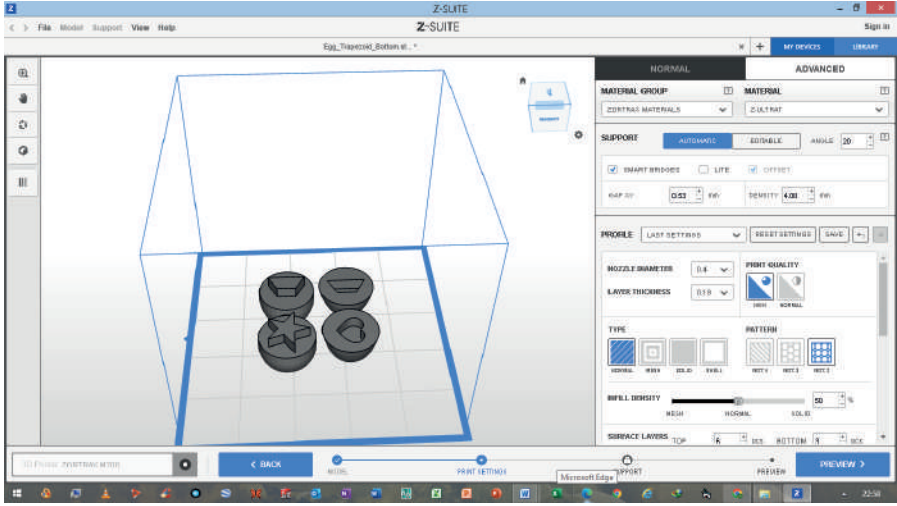 Z-SUITE
File Model Support View Help
Z-SUITE
Sign in
Egg_Trapezoid_Bottom st... *
MY DEVICES
LIBRARY
NORMAL
ADVANCED
MATERIAL GROUP
MATERIAL
ZORTRAX MATERIALS
Z-ULTRAT
SUPPORT
AUTOMATIC
EDITABLE
ANGLE 20
SMART BRIDGES
LITE
OFFSET
GAP XY
0.53 mm
DENSITY 4.00 mm
PROFILE
LAST SETTINGS
RESET SETTINGS
SAVE
NOZZLE DIAMETER
0.4
PRINT QUALITY
LAYER THICKNESS
0.19
HIGH
NORMAL
TYPE
PATTERN
NORMAL
MESH
SOLID
SHELL
INFILL DENSITY
50 %
MESH
NORMAL
SOLID
SURFACE LAYERS TOP
BOTTOM
< BACK
MODEL
PRINT SETTINGS
SUPPORT
PREVIEW
PREVIEW >
Microsoft Edge
22:50